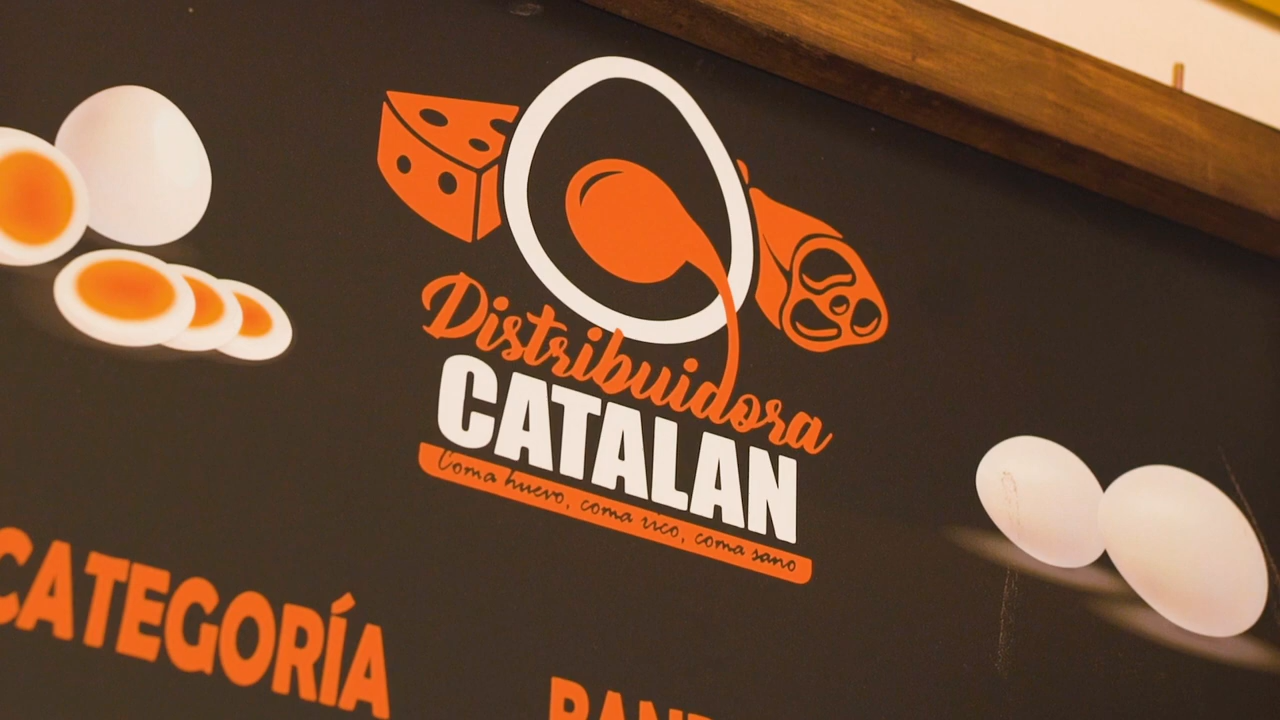 Distribuidora
CATALAN
Coma huevo, coma rico, coma sano
CATEGORÍA